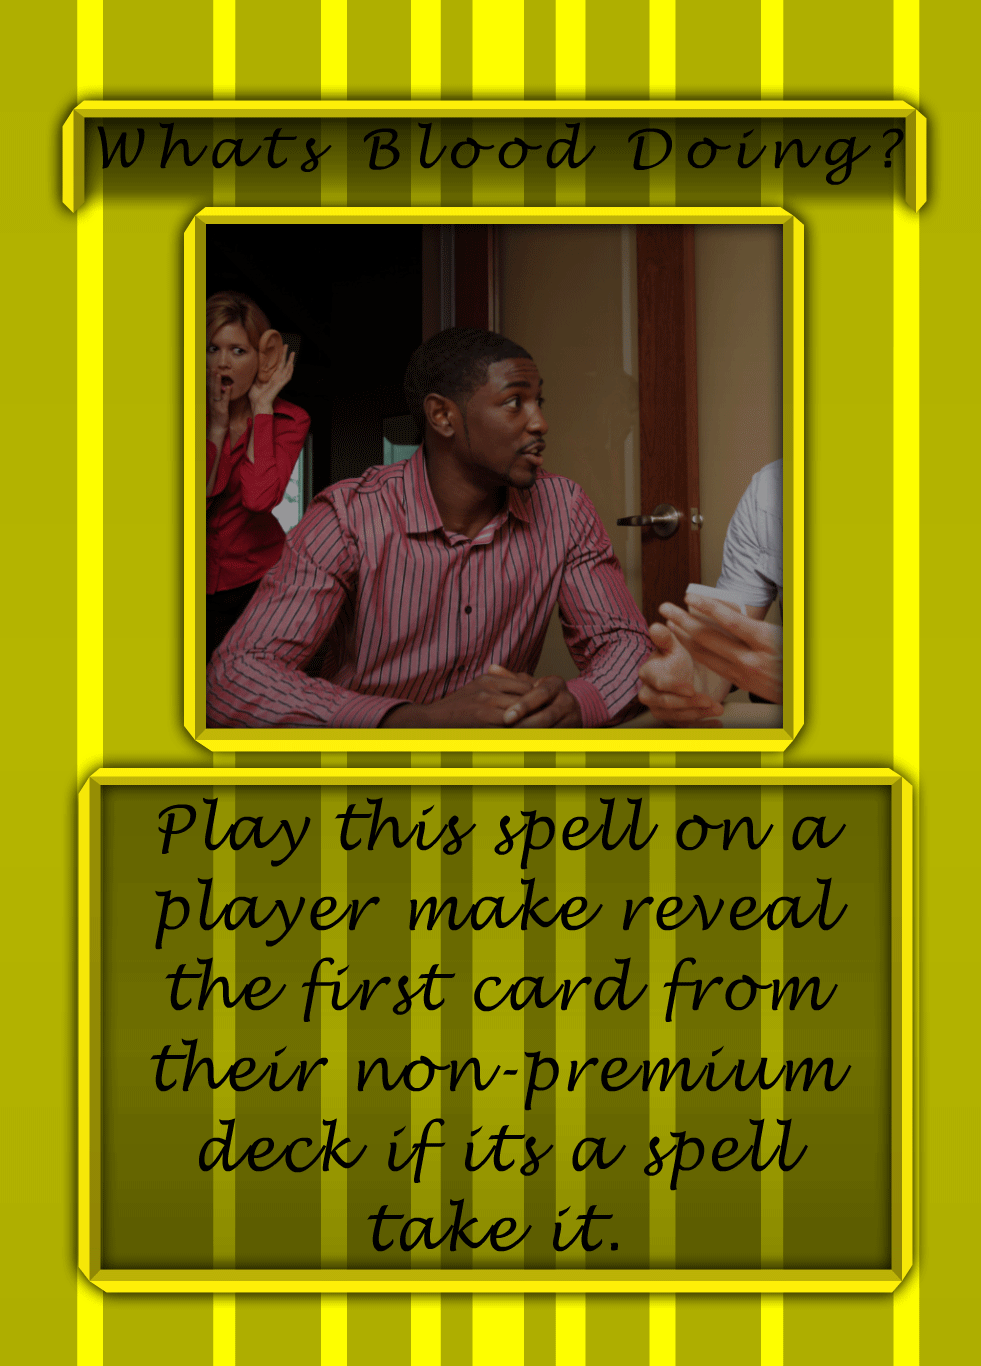 Whats Blood Doing?
Play this spell on a
player make reveal
the first card from
their non-premium
deck if its a spell
take it.